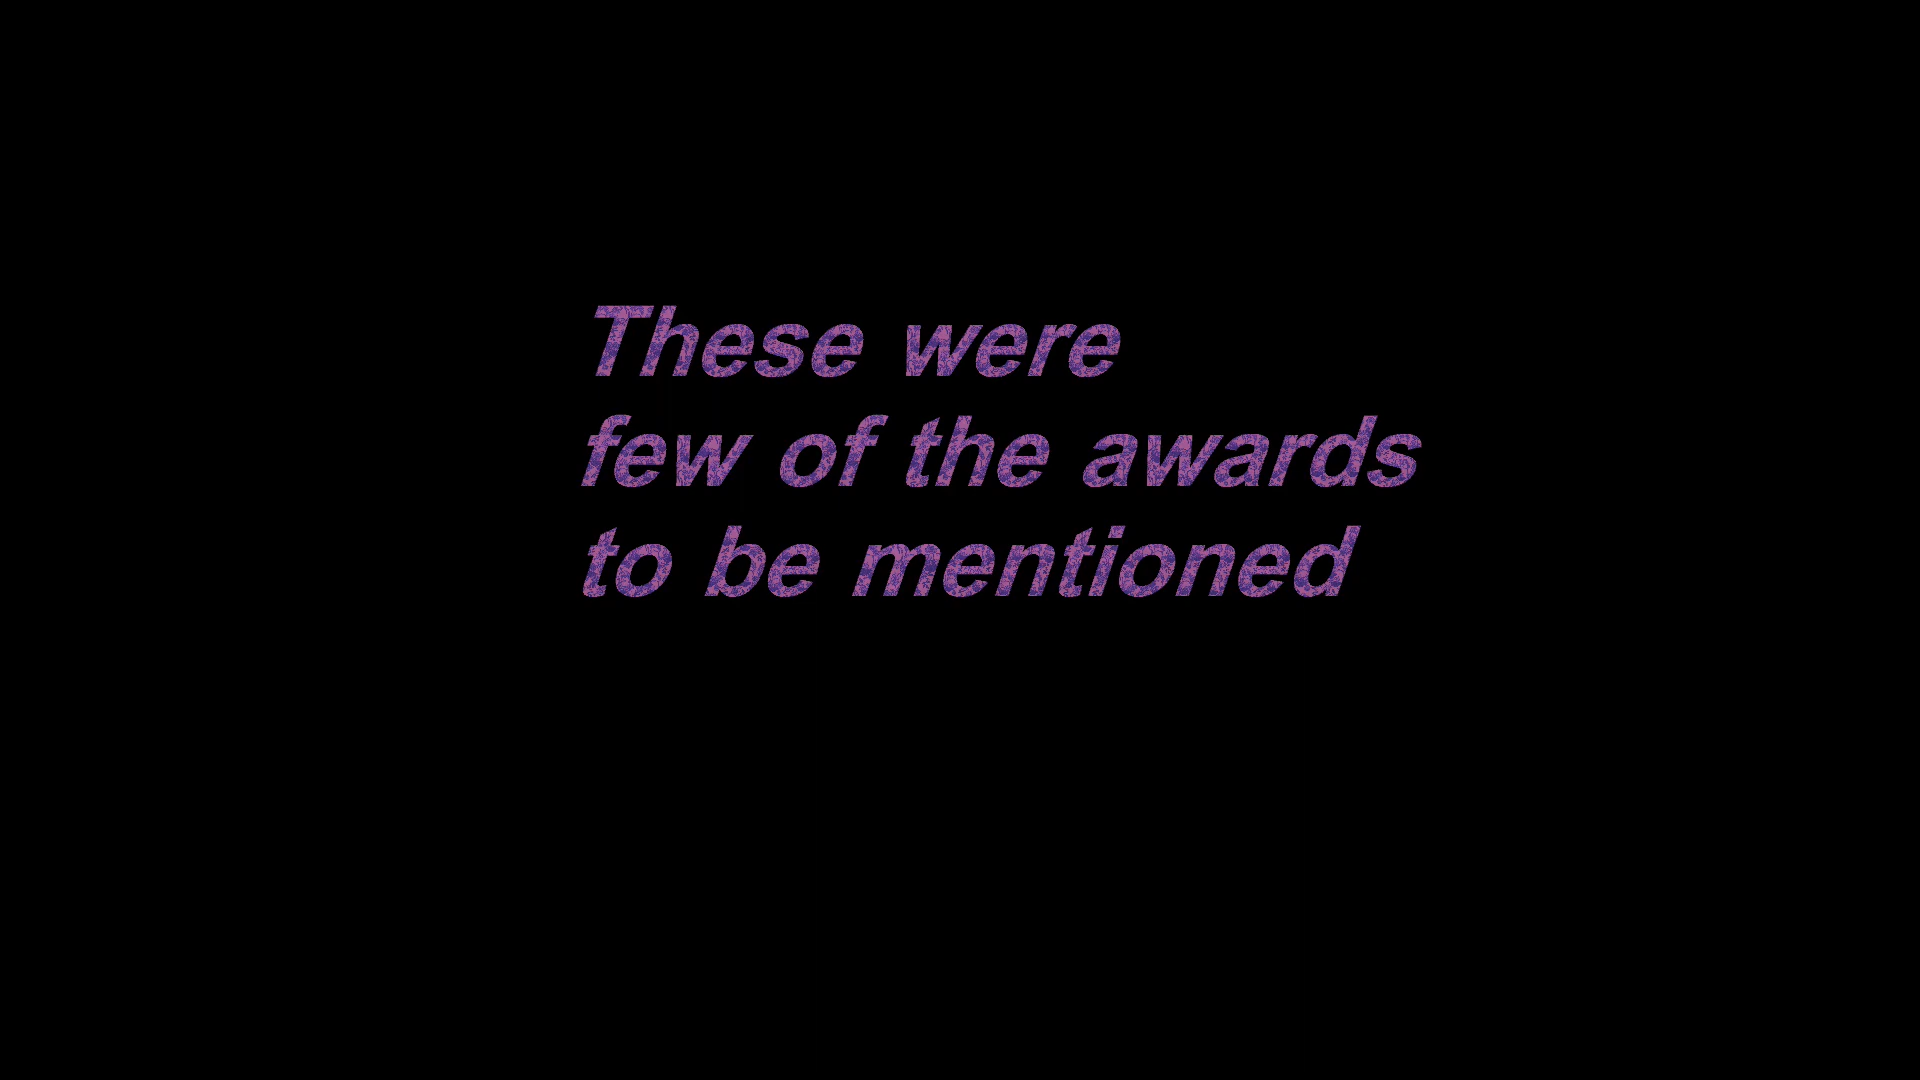 These were
few of the awards
to be mentioned